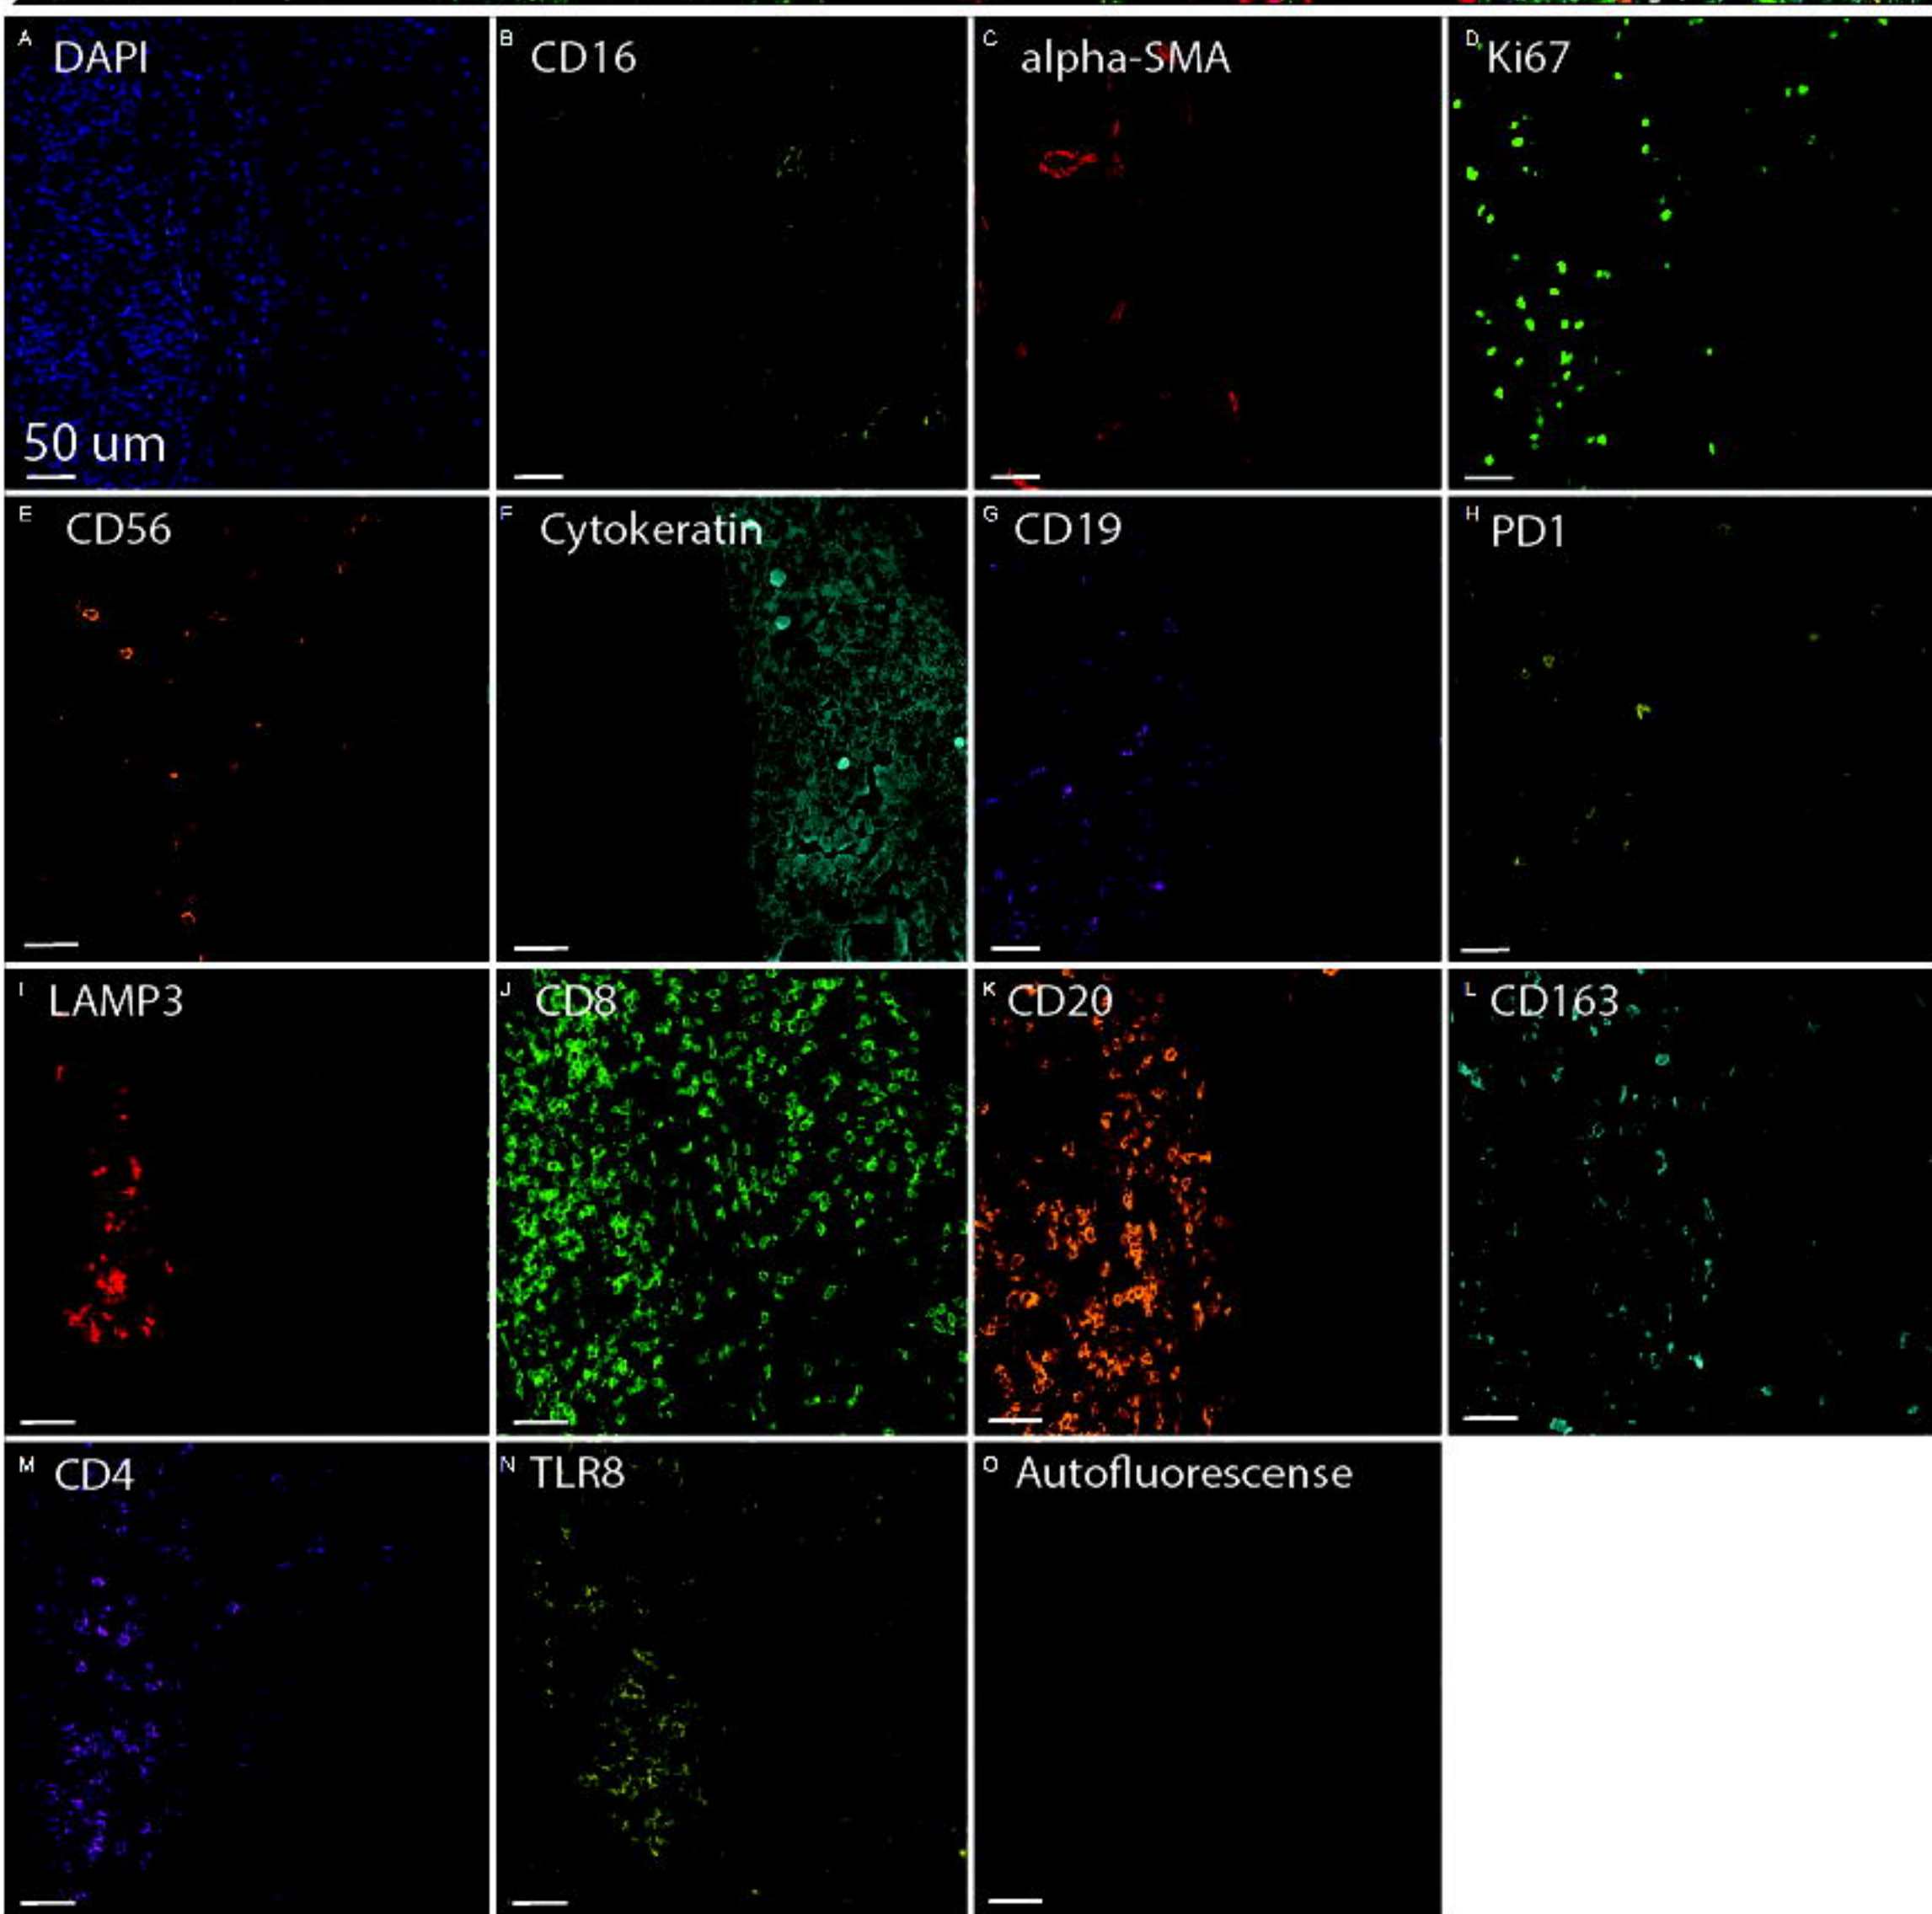 A DAPI
B CD16
C alpha-SMA
D Ki67
50 um
E CD56
F Cytokeratin
G CD19
H PD1
I LAMP3
J CD8
K CD20
L CD163
M CD4
N TLR8
O Autofluorescense